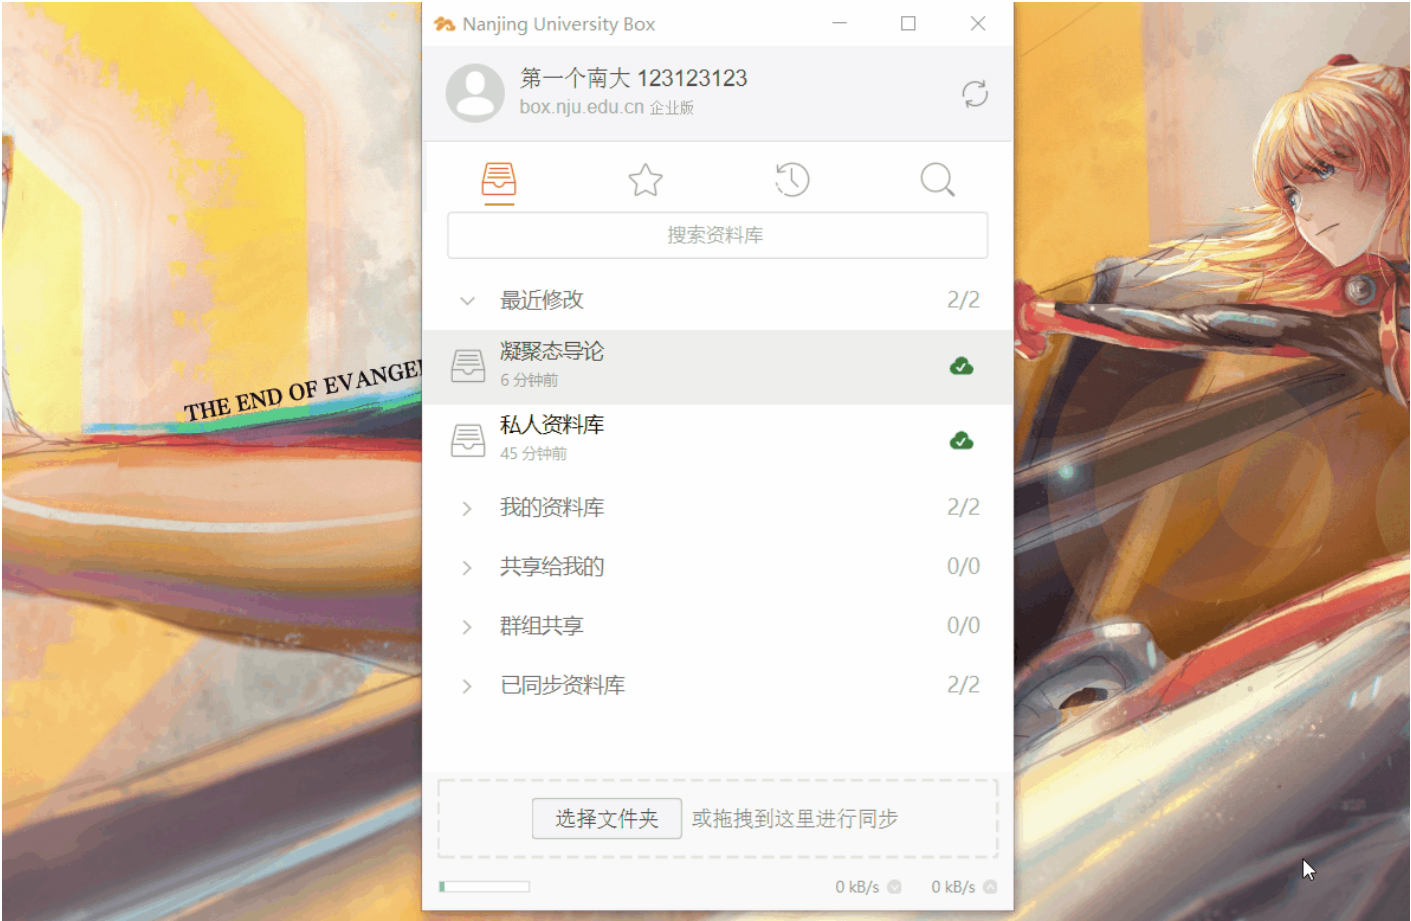 Nanjing University Box
第一个南大 123123123
box.nju.edu.cn 企业版
搜索资料库
最近修改 2/2
凝聚态导论
6 分钟前
私人资料库
45 分钟前
我的资料库 2/2
共享给我的 0/0
群组共享 0/0
已同步资料库 2/2
选择文件夹 或拖拽到这里进行同步
0 kB/s 0 kB/s
THE END OF EVANGEL